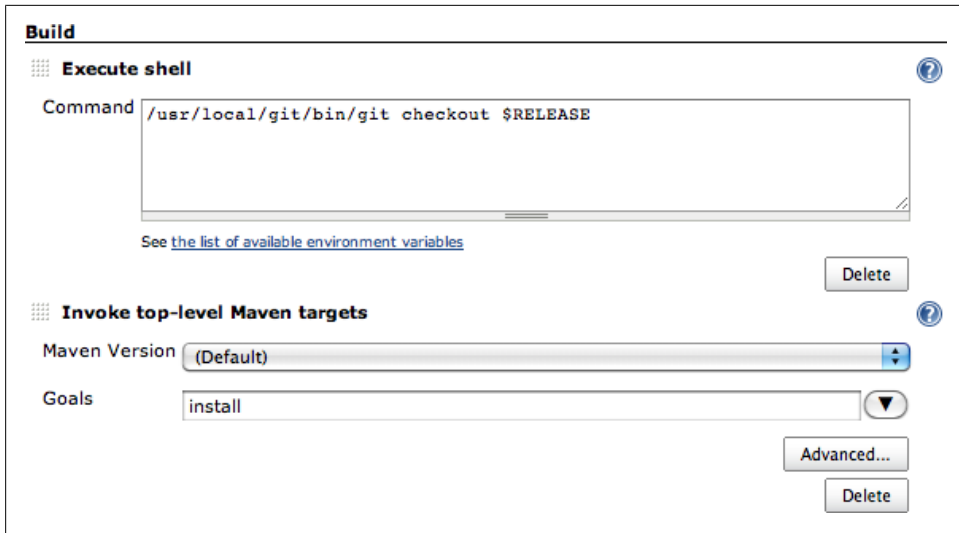 Build
Execute shell
Command
/usr/local/git/bin/git checkout $RELEASE
See the list of available environment variables
Delete
Invoke top-level Maven targets
Maven Version
(Default)
Goals
install
Advanced...
Delete